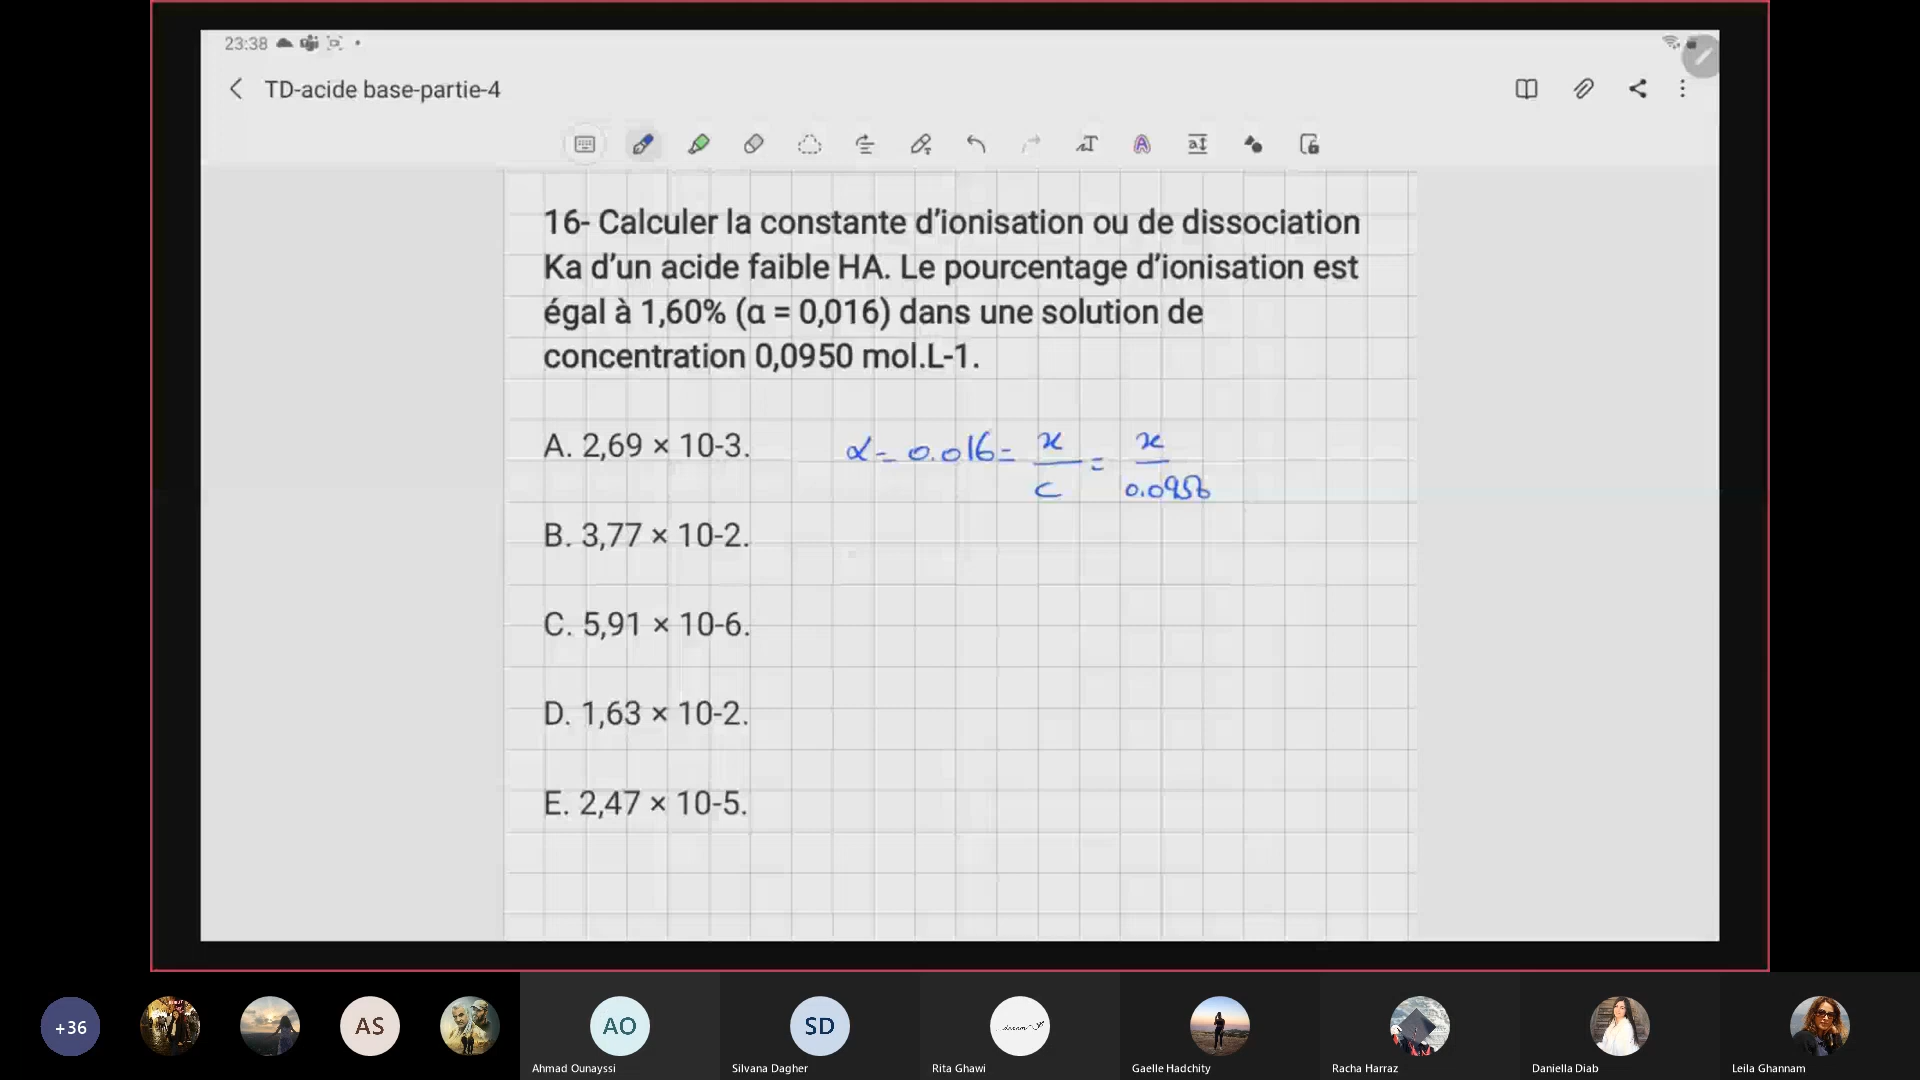 23:38
TD-acide base-partie-4
16- Calculer la constante d’ionisation ou de dissociation
Ka d’un acide faible HA. Le pourcentage d’ionisation est
égal à 1,60% (α = 0,016) dans une solution de
concentration 0,0950 mol.L-1.
A. 2,69 × 10-3.
α = 0.016 = x/c = x/0.0950
B. 3,77 × 10-2.
C. 5,91 × 10-6.
D. 1,63 × 10-2.
E. 2,47 × 10-5.
+36
AS
AO
SD
Ahmad Ounayssi
Silvana Dagher
Rita Ghawi
Gaelle Hadchity
Racha Harraz
Daniella Diab
Leila Ghannam